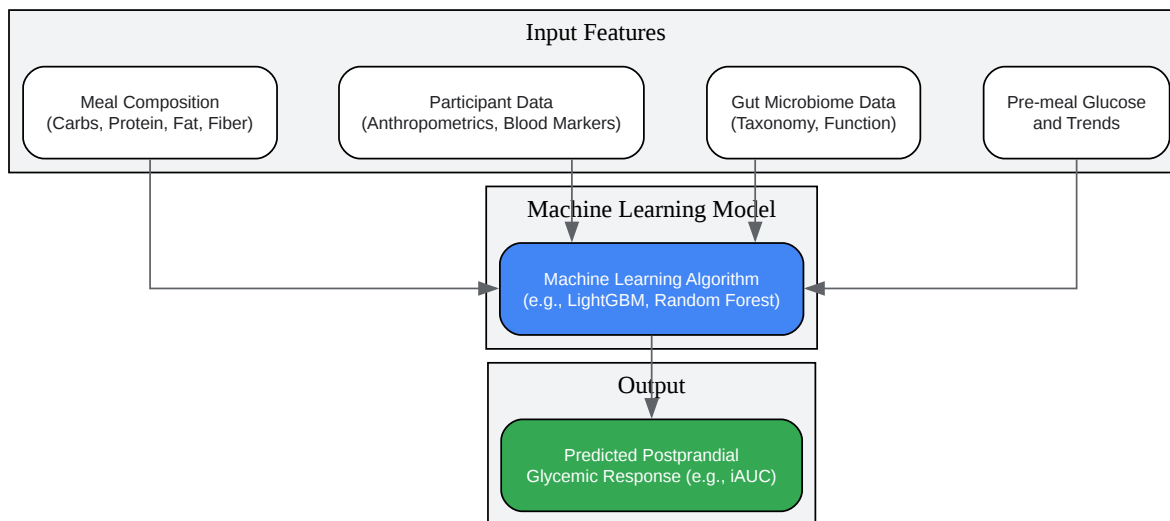 Input Features
Meal Composition
(Carbs, Protein, Fat, Fiber)
Participant Data
(Anthropometrics, Blood Markers)
Gut Microbiome Data
(Taxonomy, Function)
Pre-meal Glucose
and Trends
Machine Learning Model
Machine Learning Algorithm
(e.g., LightGBM, Random Forest)
Output
Predicted Postprandial
Glycemic Response (e.g., iAUC)